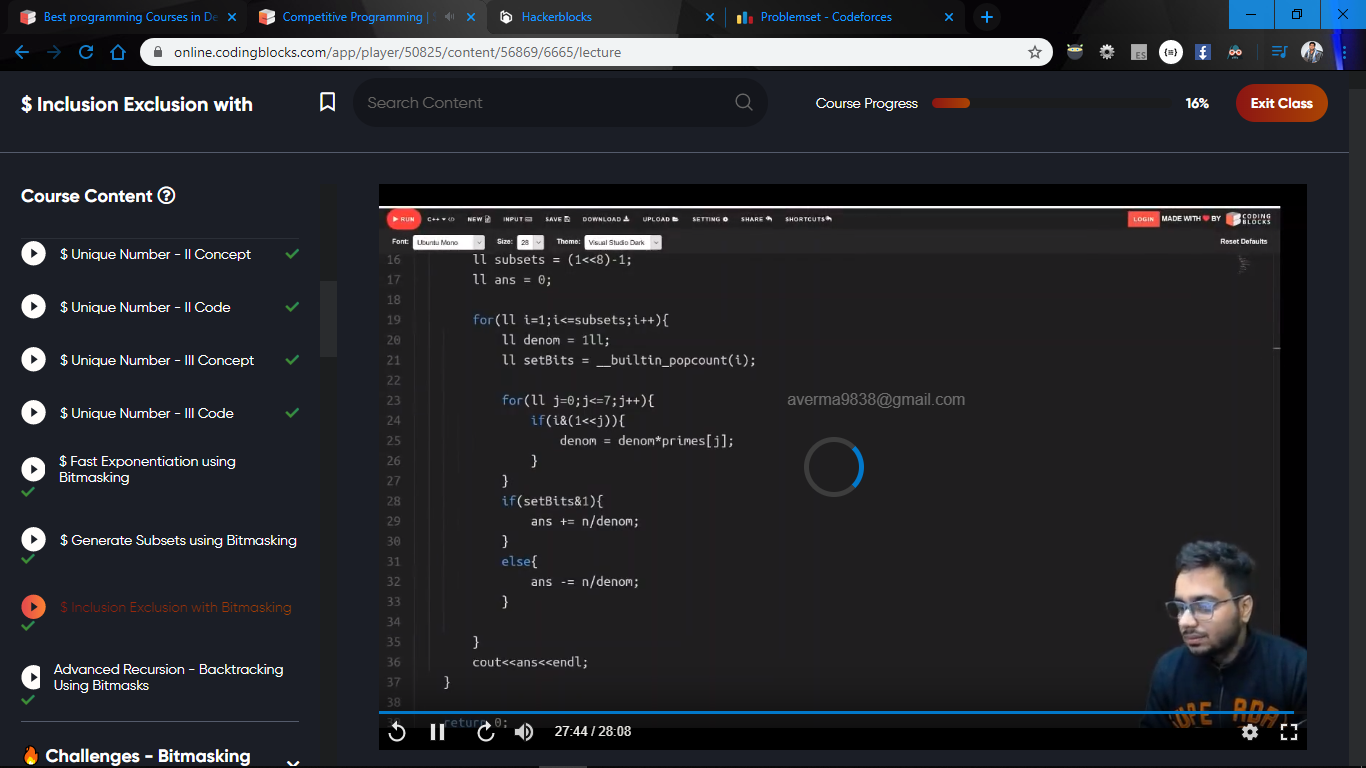 Best programming Courses in De
Competitive Programming |
Hackerblocks
Problemset - Codeforces
online.codingblocks.com/app/player/50825/content/56869/6665/lecture
$ Inclusion Exclusion with
Search Content
Course Progress
16%
Exit Class
Course Content
$ Unique Number - II Concept
$ Unique Number - II Code
$ Unique Number - III Concept
$ Unique Number - III Code
$ Fast Exponentiation using
Bitmasking
$ Generate Subsets using Bitmasking
$ Inclusion Exclusion with Bitmasking
Advanced Recursion - Backtracking
Using Bitmasks
🔥 Challenges - Bitmasking
RUN C++ NEW INPUT SAVE DOWNLOAD UPLOAD SETTING SHARE SHORTCUTS LOGIN MADE WITH ❤ BY CODING BLOCKS
Font: Ubuntu Mono Size: 28 Theme: Visual Studio Dark Reset Defaults
16 ll subsets = (1<<8)-1;
17 ll ans = 0;
18
19 for(ll i=1;i<=subsets;i++){
20 ll denom = 1ll;
21 ll setBits = __builtin_popcount(i);
22
23 for(ll j=0;j<=7;j++){
24 if(i&(1<<j)){
25 denom = denom*primes[j];
26 }
27 }
28 if(setBits&1){
29 ans += n/denom;
30 }
31 else{
32 ans -= n/denom;
33 }
34
35 }
36 cout<<ans<<endl;
37 }
38
return 0;
averma9838@gmail.com
27:44 / 28:08